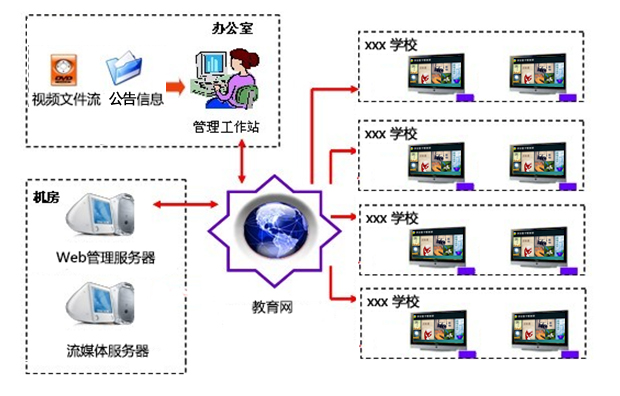 办公室
视频文件流
公告信息
管理工作站
机房
Web管理服务器
流媒体服务器
教育网
xxx 学校
xxx 学校
xxx 学校
xxx 学校
DVD